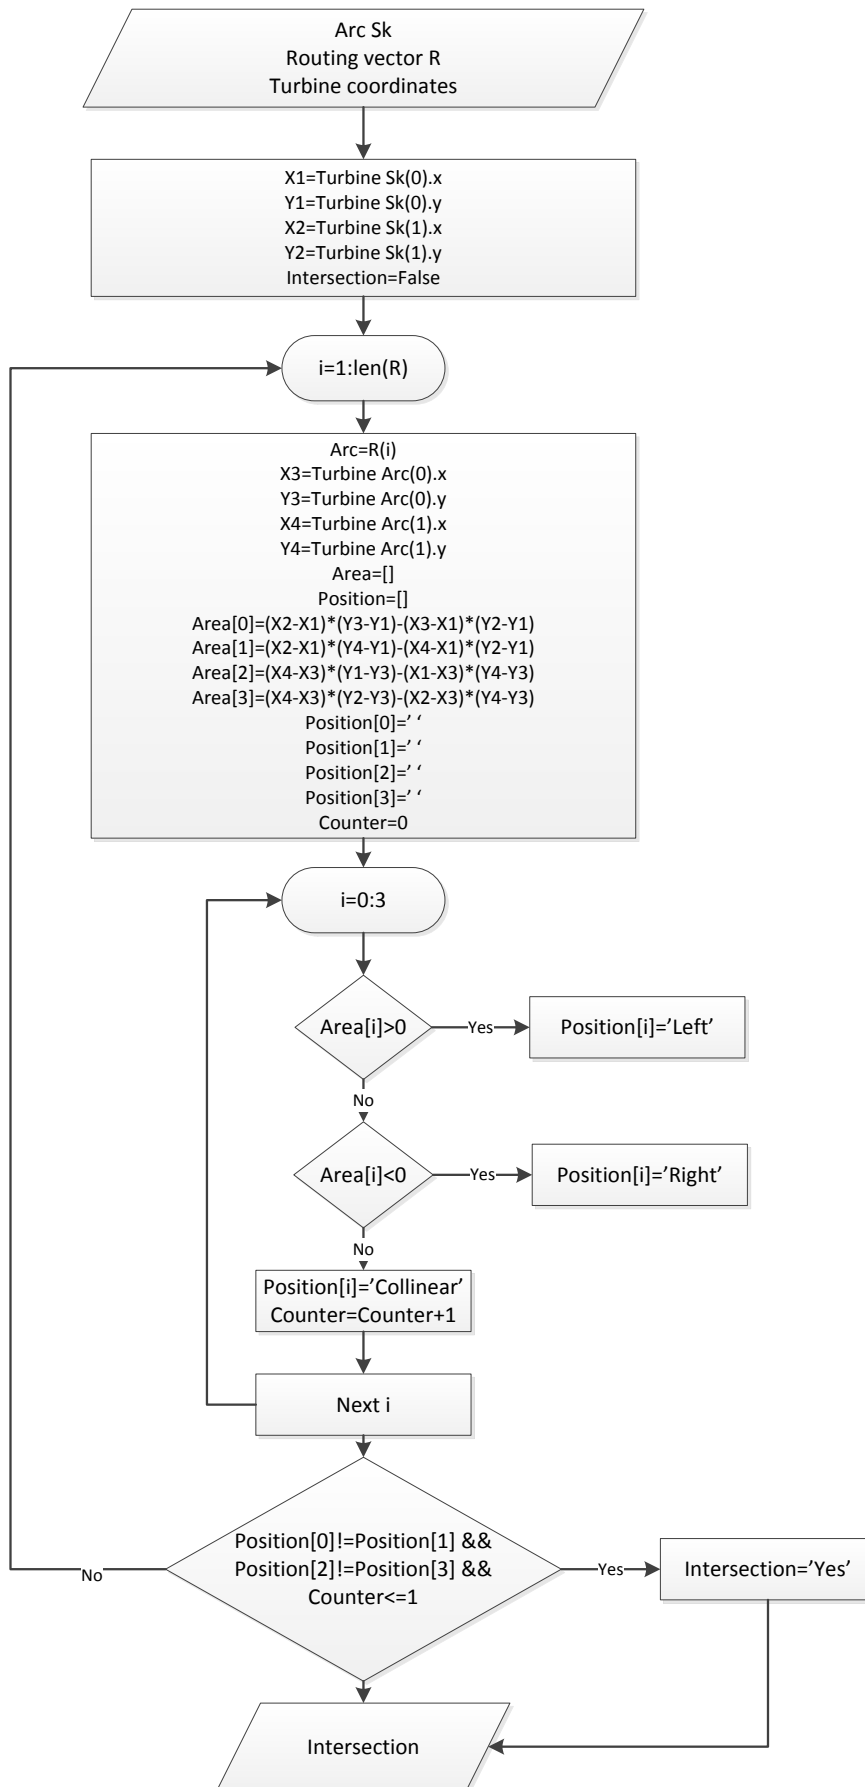 Arc Sk
Routing vector R
Turbine coordinates
X1=Turbine Sk(0).x
Y1=Turbine Sk(0).y
X2=Turbine Sk(1).x
Y2=Turbine Sk(1).y
Intersection=False
i=1:len(R)
Arc=R(i)
X3=Turbine Arc(0).x
Y3=Turbine Arc(0).y
X4=Turbine Arc(1).x
Y4=Turbine Arc(1).y
Area=[]
Position=[]
Area[0]=(X2-X1)*(Y3-Y1)-(X3-X1)*(Y2-Y1)
Area[1]=(X2-X1)*(Y4-Y1)-(X4-X1)*(Y2-Y1)
Area[2]=(X4-X3)*(Y1-Y3)-(X1-X3)*(Y4-Y3)
Area[3]=(X4-X3)*(Y2-Y3)-(X2-X3)*(Y4-Y3)
Position[0]=’ ‘
Position[1]=’ ‘
Position[2]=’ ‘
Position[3]=’ ‘
Counter=0
i=0:3
Area[i]>0
Yes
Position[i]=’Left’
No
Area[i]<0
Yes
Position[i]=’Right’
No
Position[i]=’Collinear’
Counter=Counter+1
Next i
Position[0]!=Position[1] &&
Position[2]!=Position[3] &&
Counter<=1
No
Yes
Intersection=’Yes’
Intersection